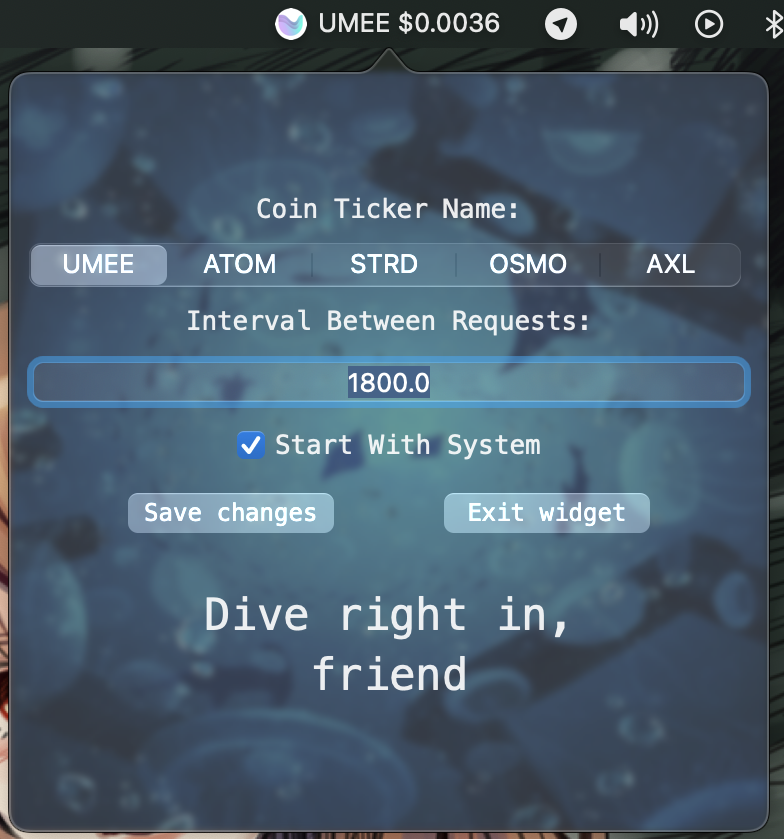 UMEE $0.0036
Coin Ticker Name:
UMEE ATOM STRD OSMO AXL
Interval Between Requests:
1800.0
Start With System
Save changes Exit widget
Dive right in,
friend